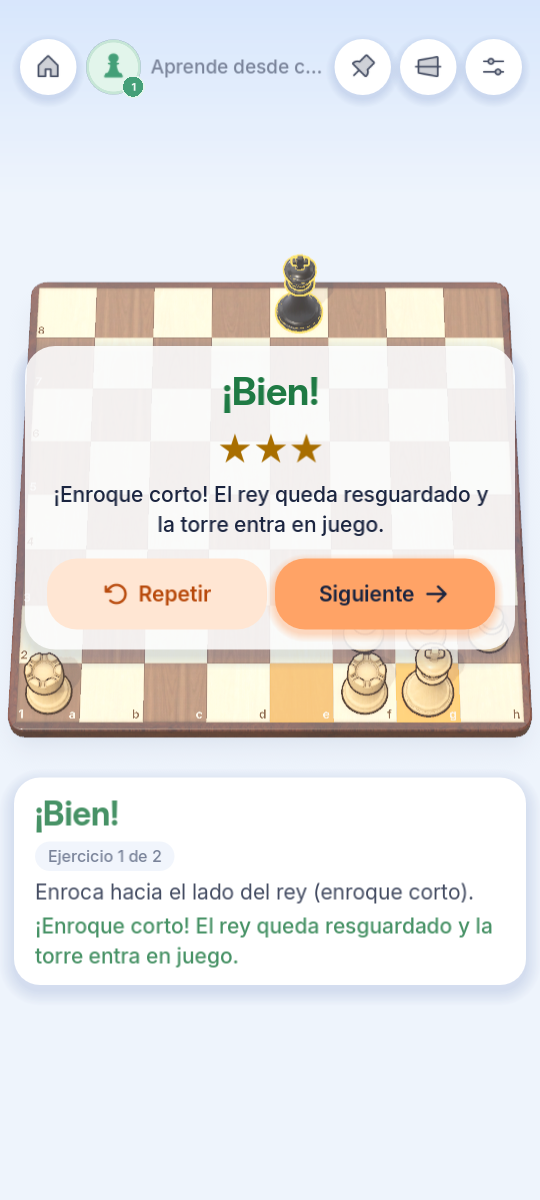 1
Aprende desde c...
8
¡Bien!
¡Enroque corto! El rey queda resguardado y
la torre entra en juego.
Repetir
Siguiente
2
1 a b c d e f g h
¡Bien!
Ejercicio 1 de 2
Enroca hacia el lado del rey (enroque corto).
¡Enroque corto! El rey queda resguardado y la
torre entra en juego.